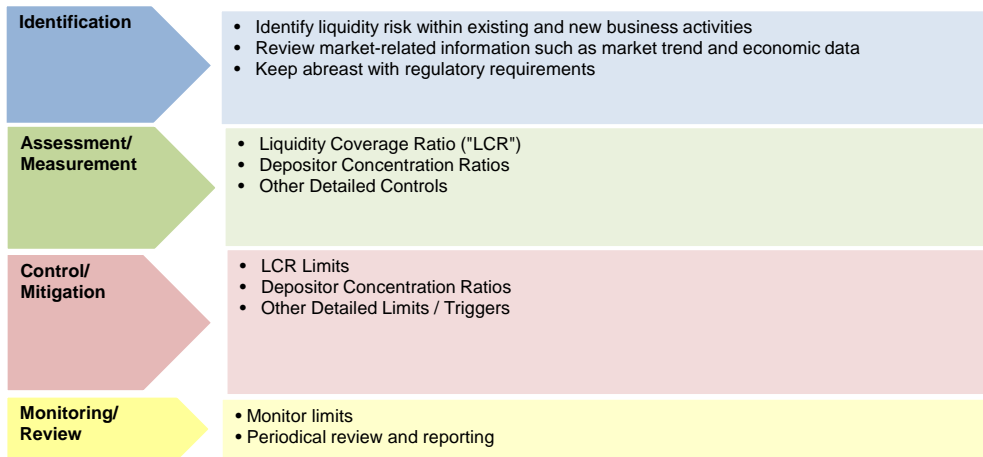 Identification
• Identify liquidity risk within existing and new business activities
• Review market-related information such as market trend and economic data
• Keep abreast with regulatory requirements
Assessment/
Measurement
• Liquidity Coverage Ratio ("LCR")
• Depositor Concentration Ratios
• Other Detailed Controls
Control/
Mitigation
• LCR Limits
• Depositor Concentration Ratios
• Other Detailed Limits / Triggers
Monitoring/
Review
• Monitor limits
• Periodical review and reporting